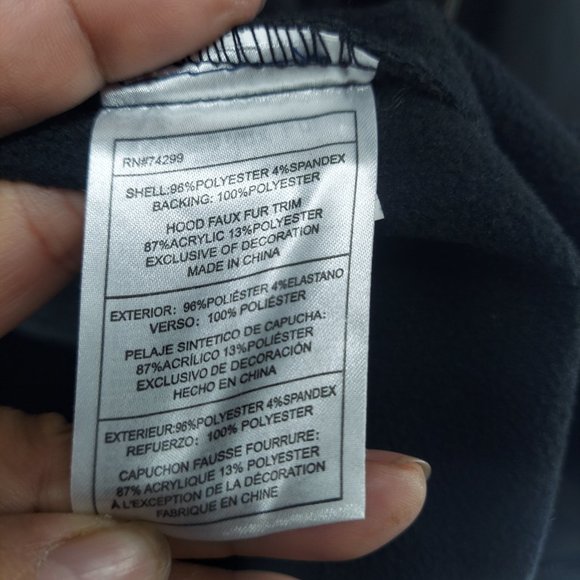 RN#74299
SHELL:96%POLYESTER 4%SPANDEX
BACKING: 100%POLYESTER
HOOD FAUX FUR TRIM
87%ACRYLIC 13%POLYESTER
EXCLUSIVE OF DECORATION
MADE IN CHINA
EXTERIOR: 96%POLIÉSTER 4%ELASTANO
VERSO: 100% POLIÉSTER
PELAJE SINTETICO DE CAPUCHA:
87%ACRÍLICO 13%POLIÉSTER
EXCLUSIVO DE DECORACIÓN
HECHO EN CHINA
EXTERIEUR:96%POLYESTER 4%SPANDEX
REFUERZO: 100% POLYESTER
CAPUCHON FAUSSE FOURRURE:
87% ACRYLIQUE 13% POLYESTER
À L'EXCEPTION DE LA DÉCORATION
FABRIQUE EN CHINE